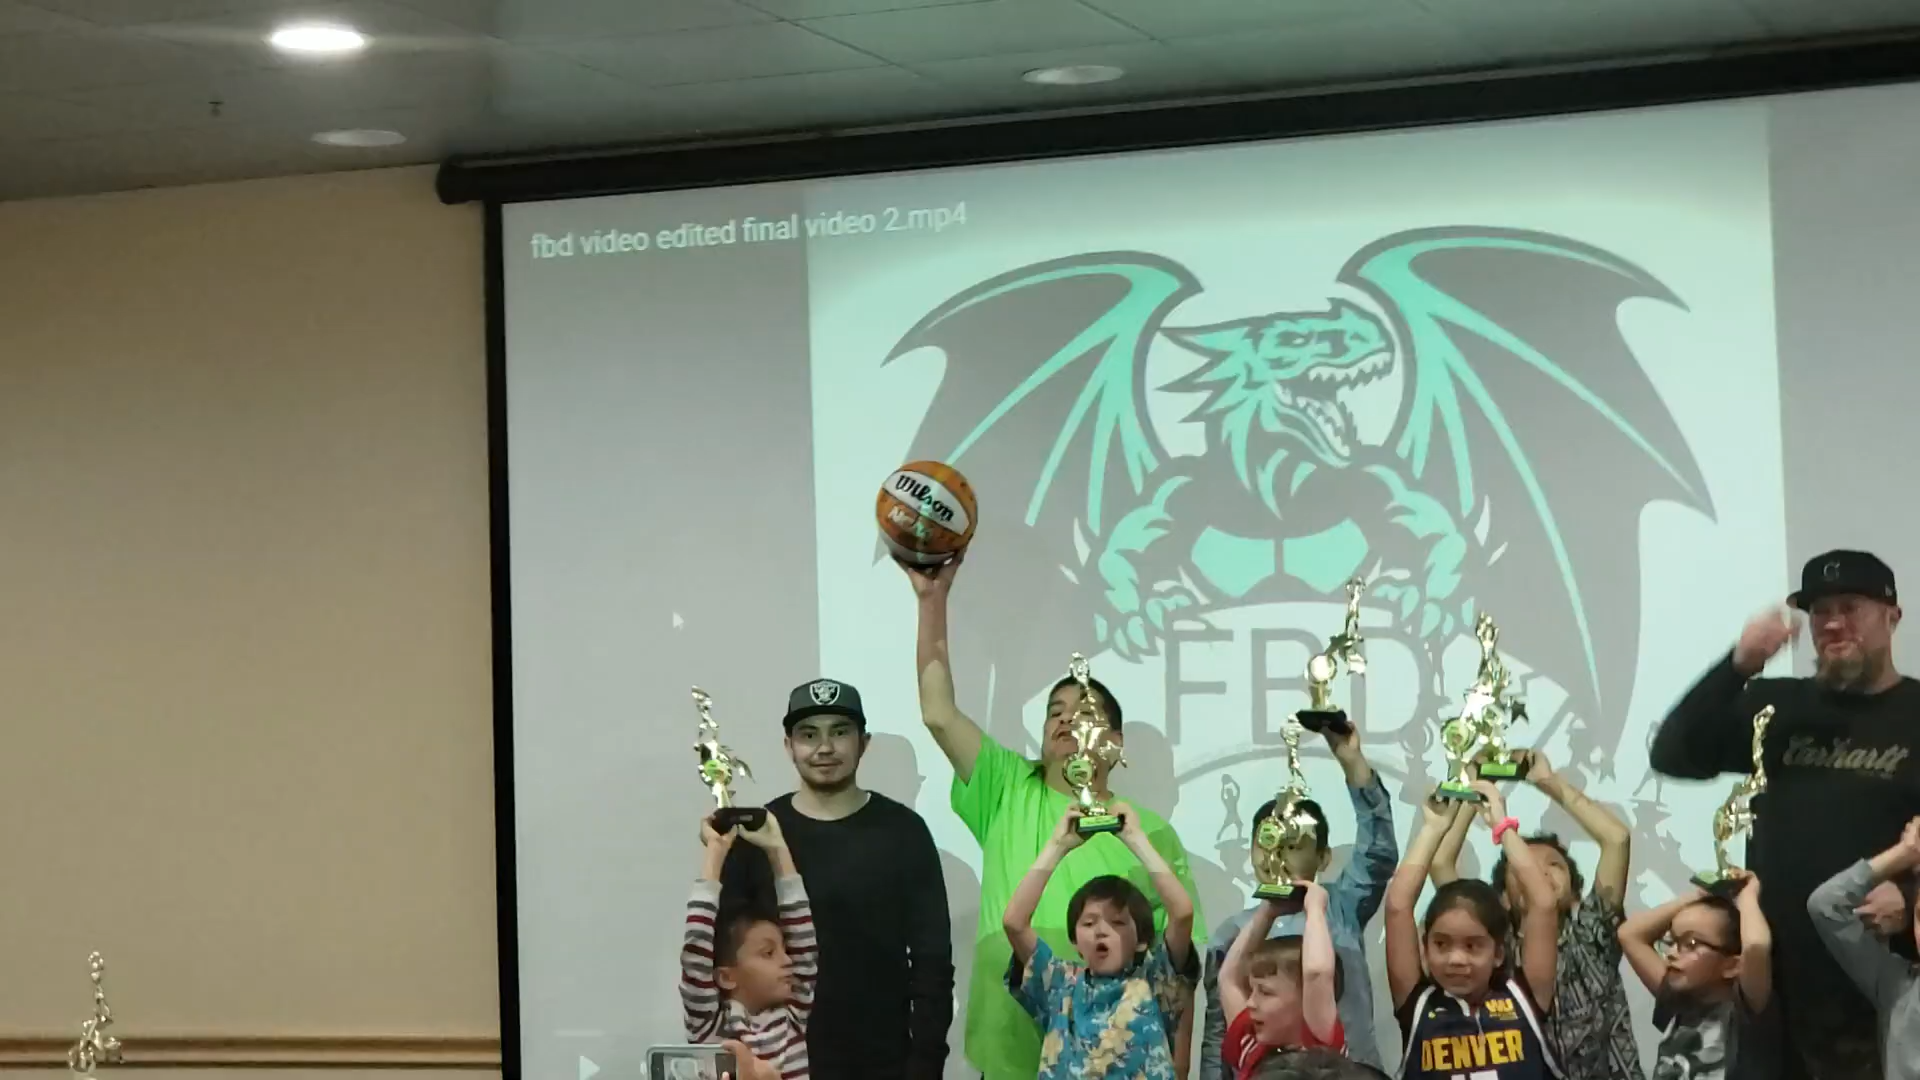 fbd video edited final video 2.mp4
Wilson
FBD
Carhartt
DENVER